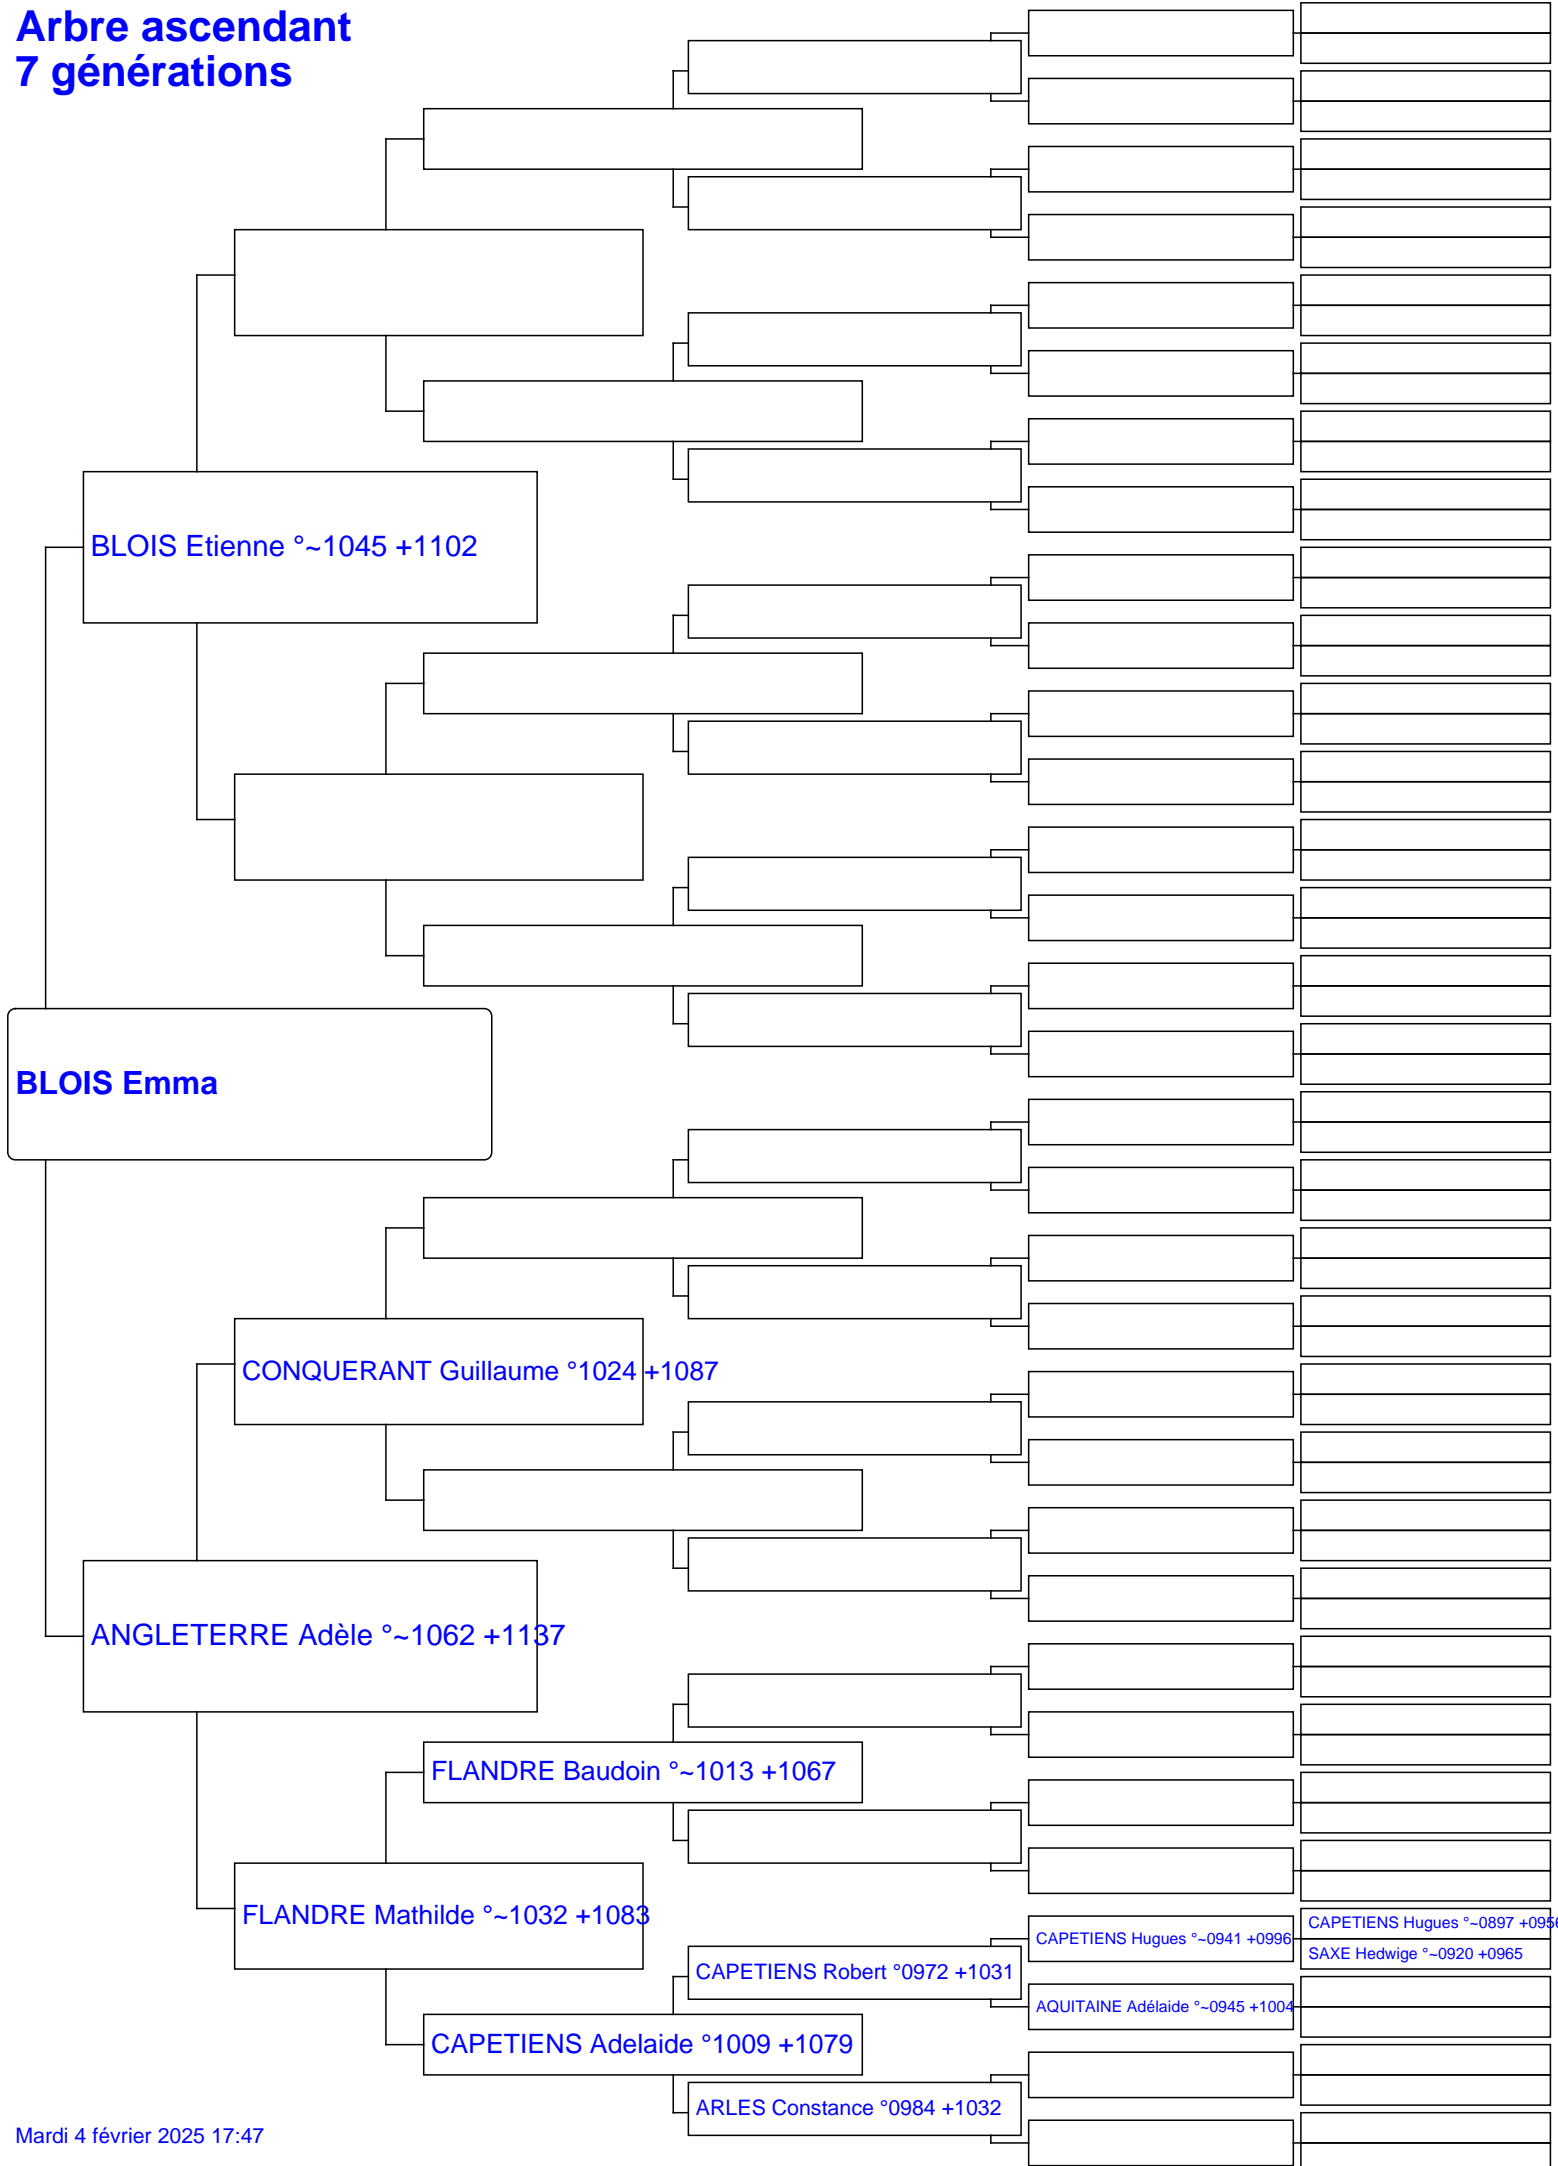 Arbre ascendant
7 générations
BLOIS Etienne °~1045 +1102
BLOIS Emma
CONQUERANT Guillaume °1024 +1087
ANGLETERRE Adèle °~1062 +1137
FLANDRE Baudoin °~1013 +1067
FLANDRE Mathilde °~1032 +1083
CAPETIENS Hugues °~0897 +0956
CAPETIENS Hugues °~0941 +0996
SAXE Hedwige °~0920 +0965
CAPETIENS Robert °0972 +1031
AQUITAINE Adélaide °~0945 +1004
CAPETIENS Adelaide °1009 +1079
ARLES Constance °0984 +1032
Mardi 4 février 2025 17:47